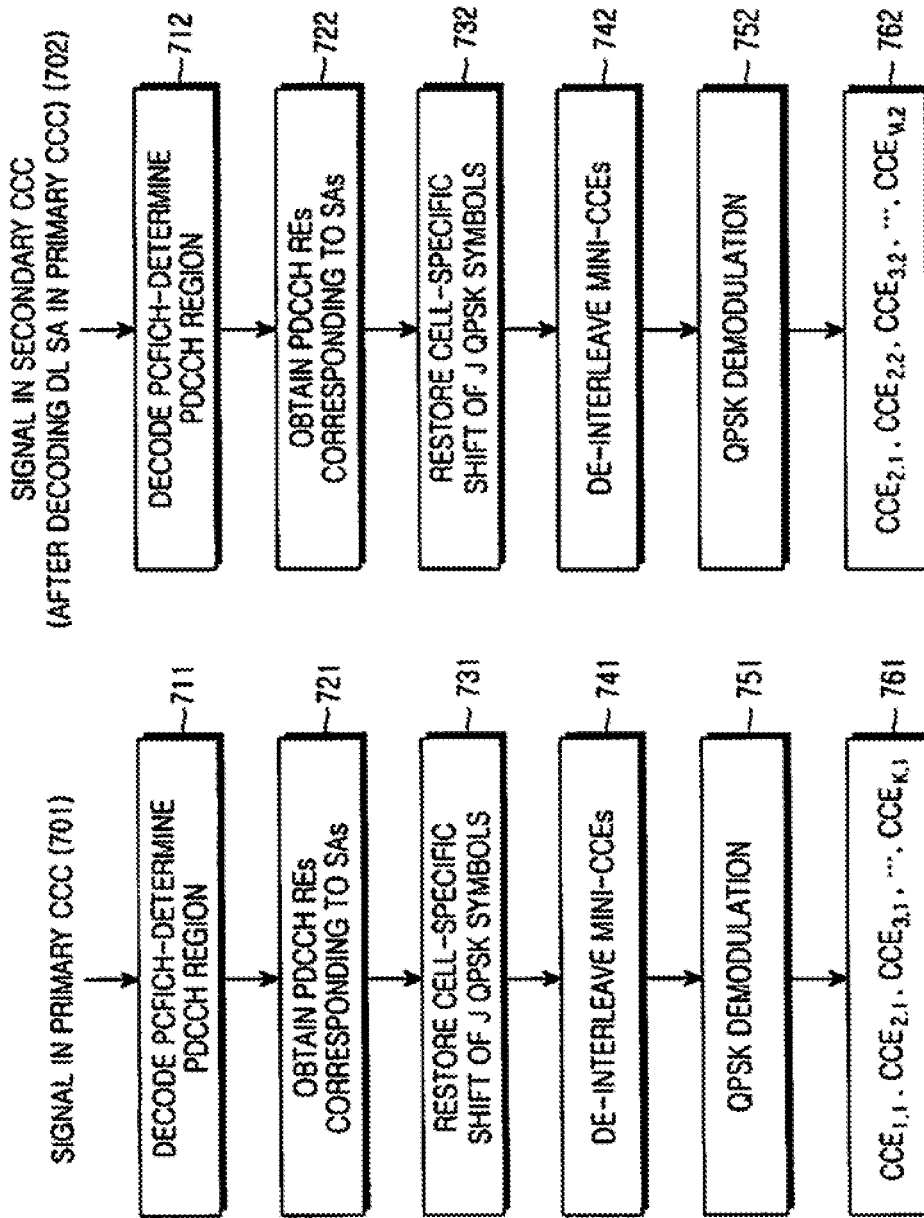 SIGNAL IN PRIMARY CCC (701)
DECODE PCFICH-DETERMINE
PDCCH REGION
711
OBTAIN PDCCH REs
CORRESPONDING TO SAs
721
RESTORE CELL-SPECIFIC
SHIFT OF J QPSK SYMBOLS
731
DE-INTERLEAVE MINI-CCEs
741
QPSK DEMODULATION
751
CCE1,1, CCE2,1, CCE3,1, ..., CCEK,1
761
SIGNAL IN SECONDARY CCC
(AFTER DECODING DL SA IN PRIMARY CCC) (702)
DECODE PCFICH-DETERMINE
PDCCH REGION
712
OBTAIN PDCCH REs
CORRESPONDING TO SAs
722
RESTORE CELL-SPECIFIC
SHIFT OF J QPSK SYMBOLS
732
DE-INTERLEAVE MINI-CCEs
742
QPSK DEMODULATION
752
CCE2,1, CCE2,2, CCE3,2, ..., CCEM,2
762